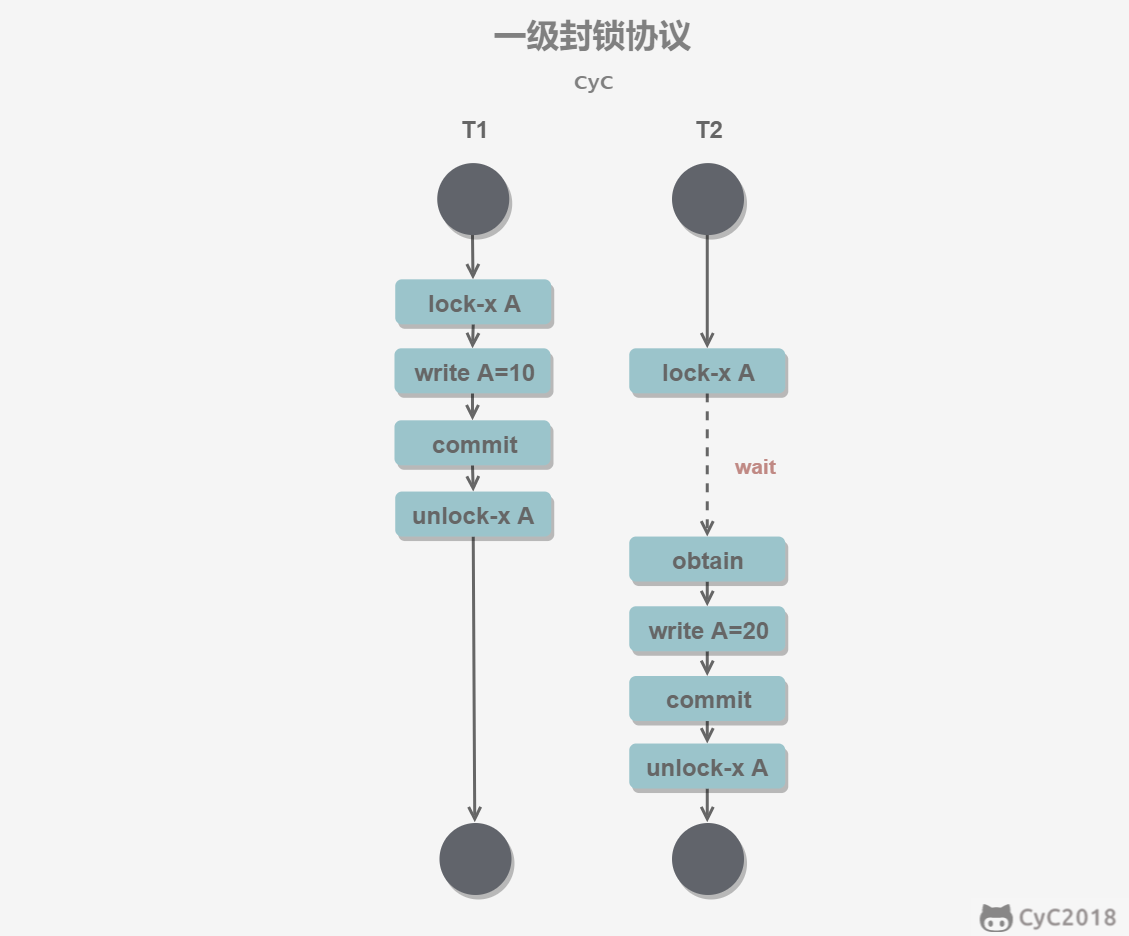 一级封锁协议
CyC
T1 T2
lock-x A
write A=10 lock-x A
commit
wait
unlock-x A
obtain
write A=20
commit
unlock-x A
CyC2018